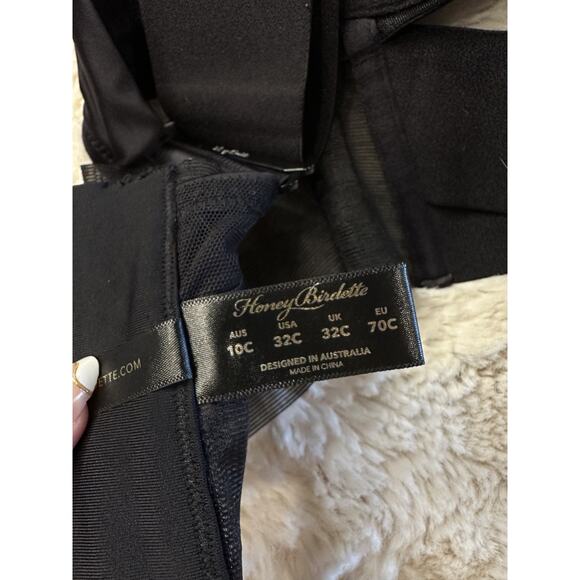 Honey Birdette
AUS USA UK EU
10C 32C 32C 70C
DESIGNED IN AUSTRALIA
MADE IN CHINA
ETTE.COM